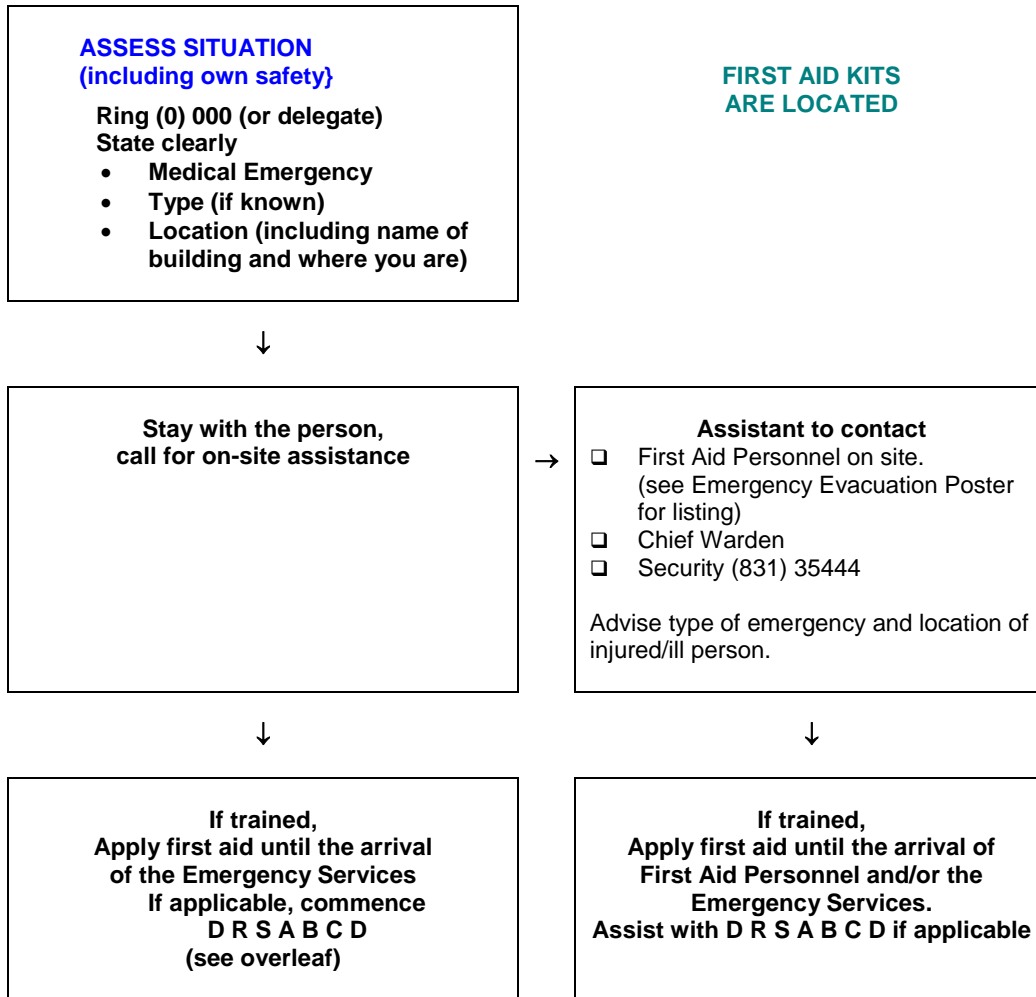 ASSESS SITUATION
(including own safety}
Ring (0) 000 (or delegate)
State clearly
• Medical Emergency
• Type (if known)
• Location (including name of
building and where you are)
FIRST AID KITS
ARE LOCATED
↓
Stay with the person,
call for on-site assistance
→
Assistant to contact
❑ First Aid Personnel on site.
(see Emergency Evacuation Poster
for listing)
❑ Chief Warden
❑ Security (831) 35444
Advise type of emergency and location of
injured/ill person.
↓
↓
If trained,
Apply first aid until the arrival
of the Emergency Services
If applicable, commence
D R S A B C D
(see overleaf)
If trained,
Apply first aid until the arrival of
First Aid Personnel and/or the
Emergency Services.
Assist with D R S A B C D if applicable